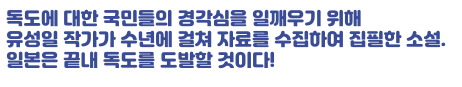 독도에 대한 국민들의 경각심을 일깨우기 위해
유성일 작가가 수년에 걸쳐 자료를 수집하여 집필한 소설.
일본은 끝내 독도를 도발할 것이다!